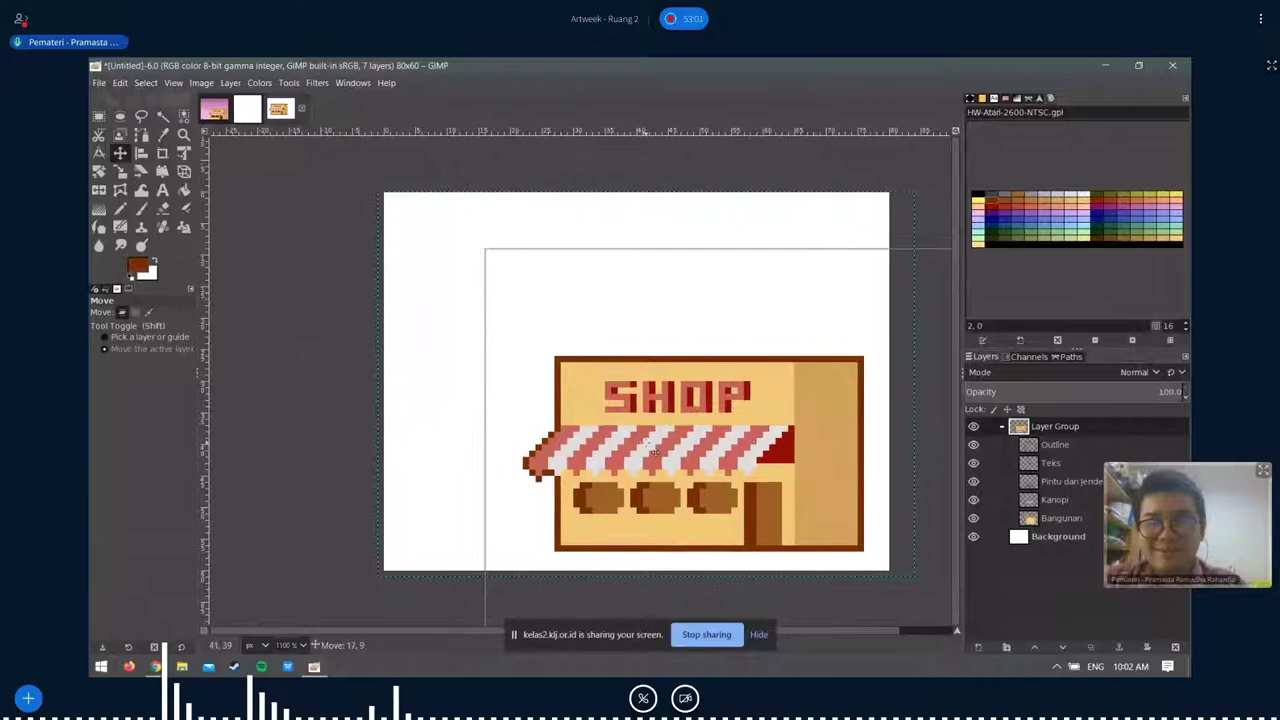 Artweek - Ruang 2
53:01
Pemateri - Pramasta ...
*[Untitled]-6.0 (RGB color 8-bit gamma integer, GIMP built-in sRGB, 7 layers) 80x60 – GIMP
File Edit Select View Image Layer Colors Tools Filters Windows Help
HW-Atari-2600-NTSC.gpl
Move
Move:
Tool Toggle (Shift)
Pick a layer or guide
Move the active layer
2, 0
16
Layers Channels Paths
Mode Normal
Opacity 100.0
Lock:
Layer Group
Outline
Teks
Pintu dan Jende
Kanopi
Bangunan
Background
SHOP
Pemateri - Pramasta Ramadha Rahardjo
kelas2.klj.or.id is sharing your screen.
Stop sharing
Hide
41, 39 px 1100 % Move: 17, 9
ENG 10:02 AM